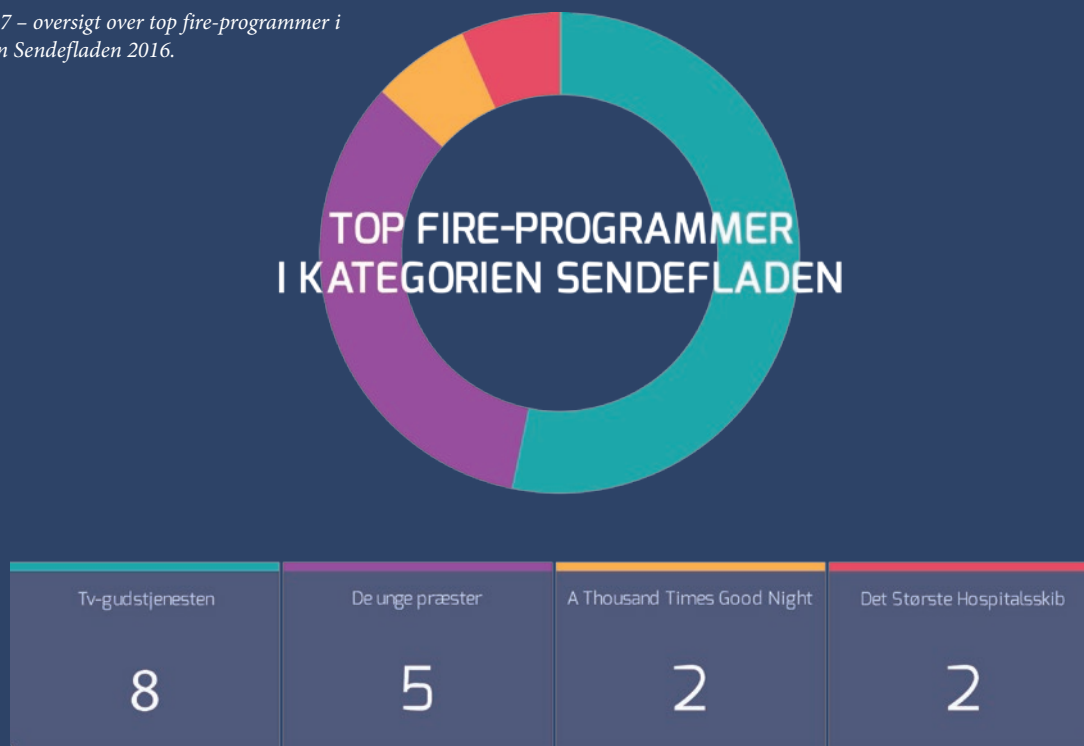 7 – oversigt over top fire-programmer i
Sendefladen 2016.
TOP FIRE-PROGRAMMER
I KATEGORIEN SENDEFLADEN
Tv-gudstjenesten
De unge præster
A Thousand Times Good Night
Det Største Hospitalsskib
8
5
2
2